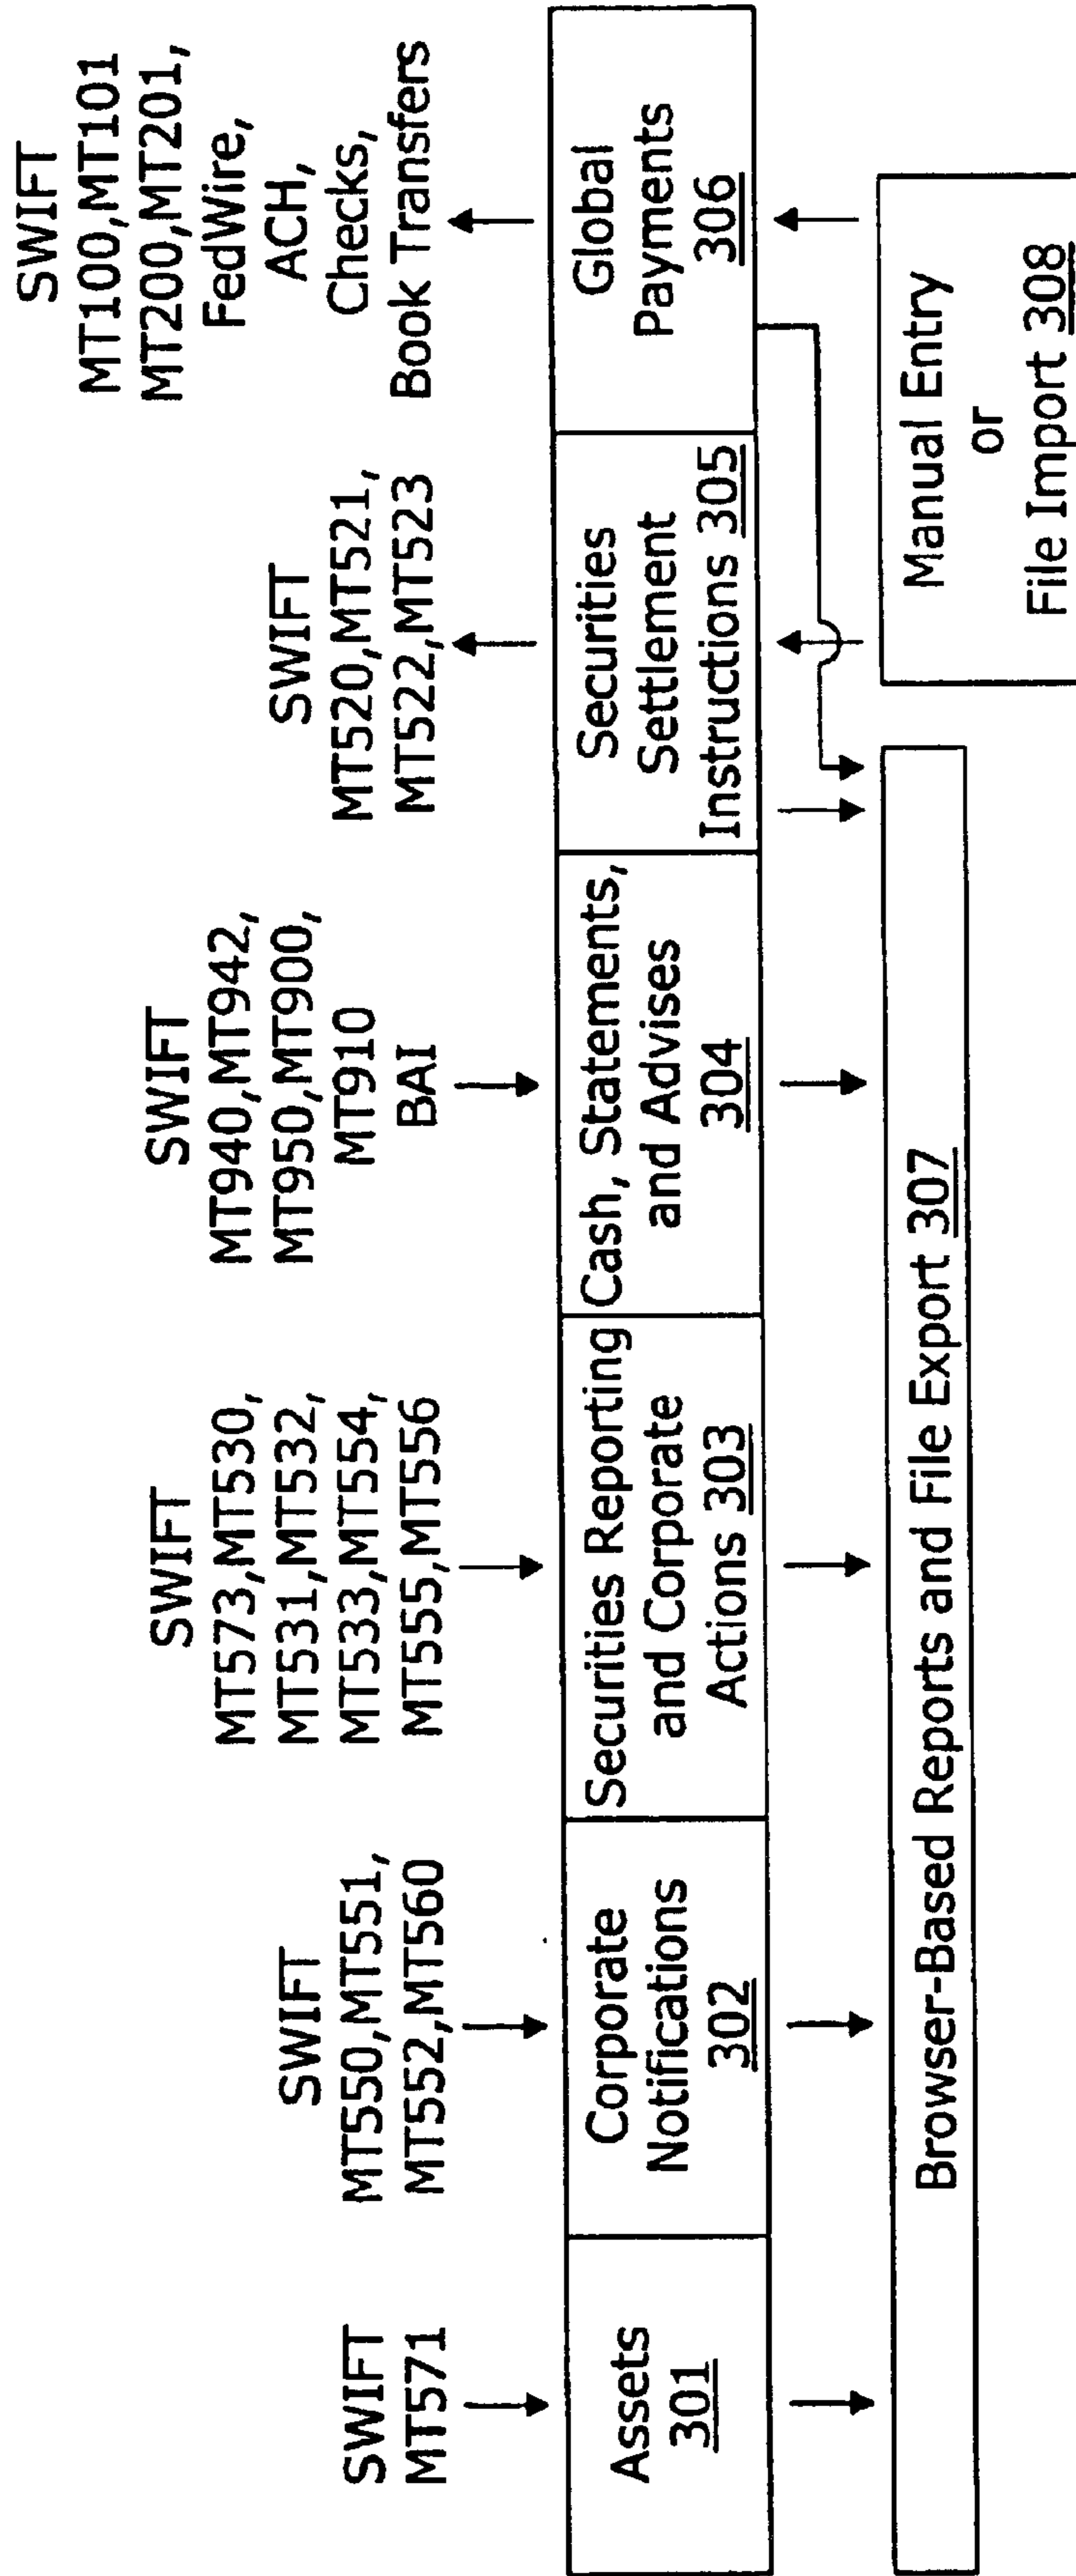 SWIFT
MT571
SWIFT
MT550,MT551,
MT552,MT560
SWIFT
MT573,MT530,
MT531,MT532,
MT533,MT554,
MT555,MT556
SWIFT
MT940,MT942,
MT950,MT900,
MT910
BAI
SWIFT
MT520,MT521,
MT522,MT523
SWIFT
MT100,MT101
MT200,MT201,
FedWire,
ACH,
Checks,
Book Transfers
Assets
301
Corporate
Notifications
302
Securities Reporting
and Corporate
Actions 303
Cash, Statements,
and Advises
304
Securities
Settlement
Instructions 305
Global
Payments
306
Browser-Based Reports and File Export 307
Manual Entry
or
File Import 308